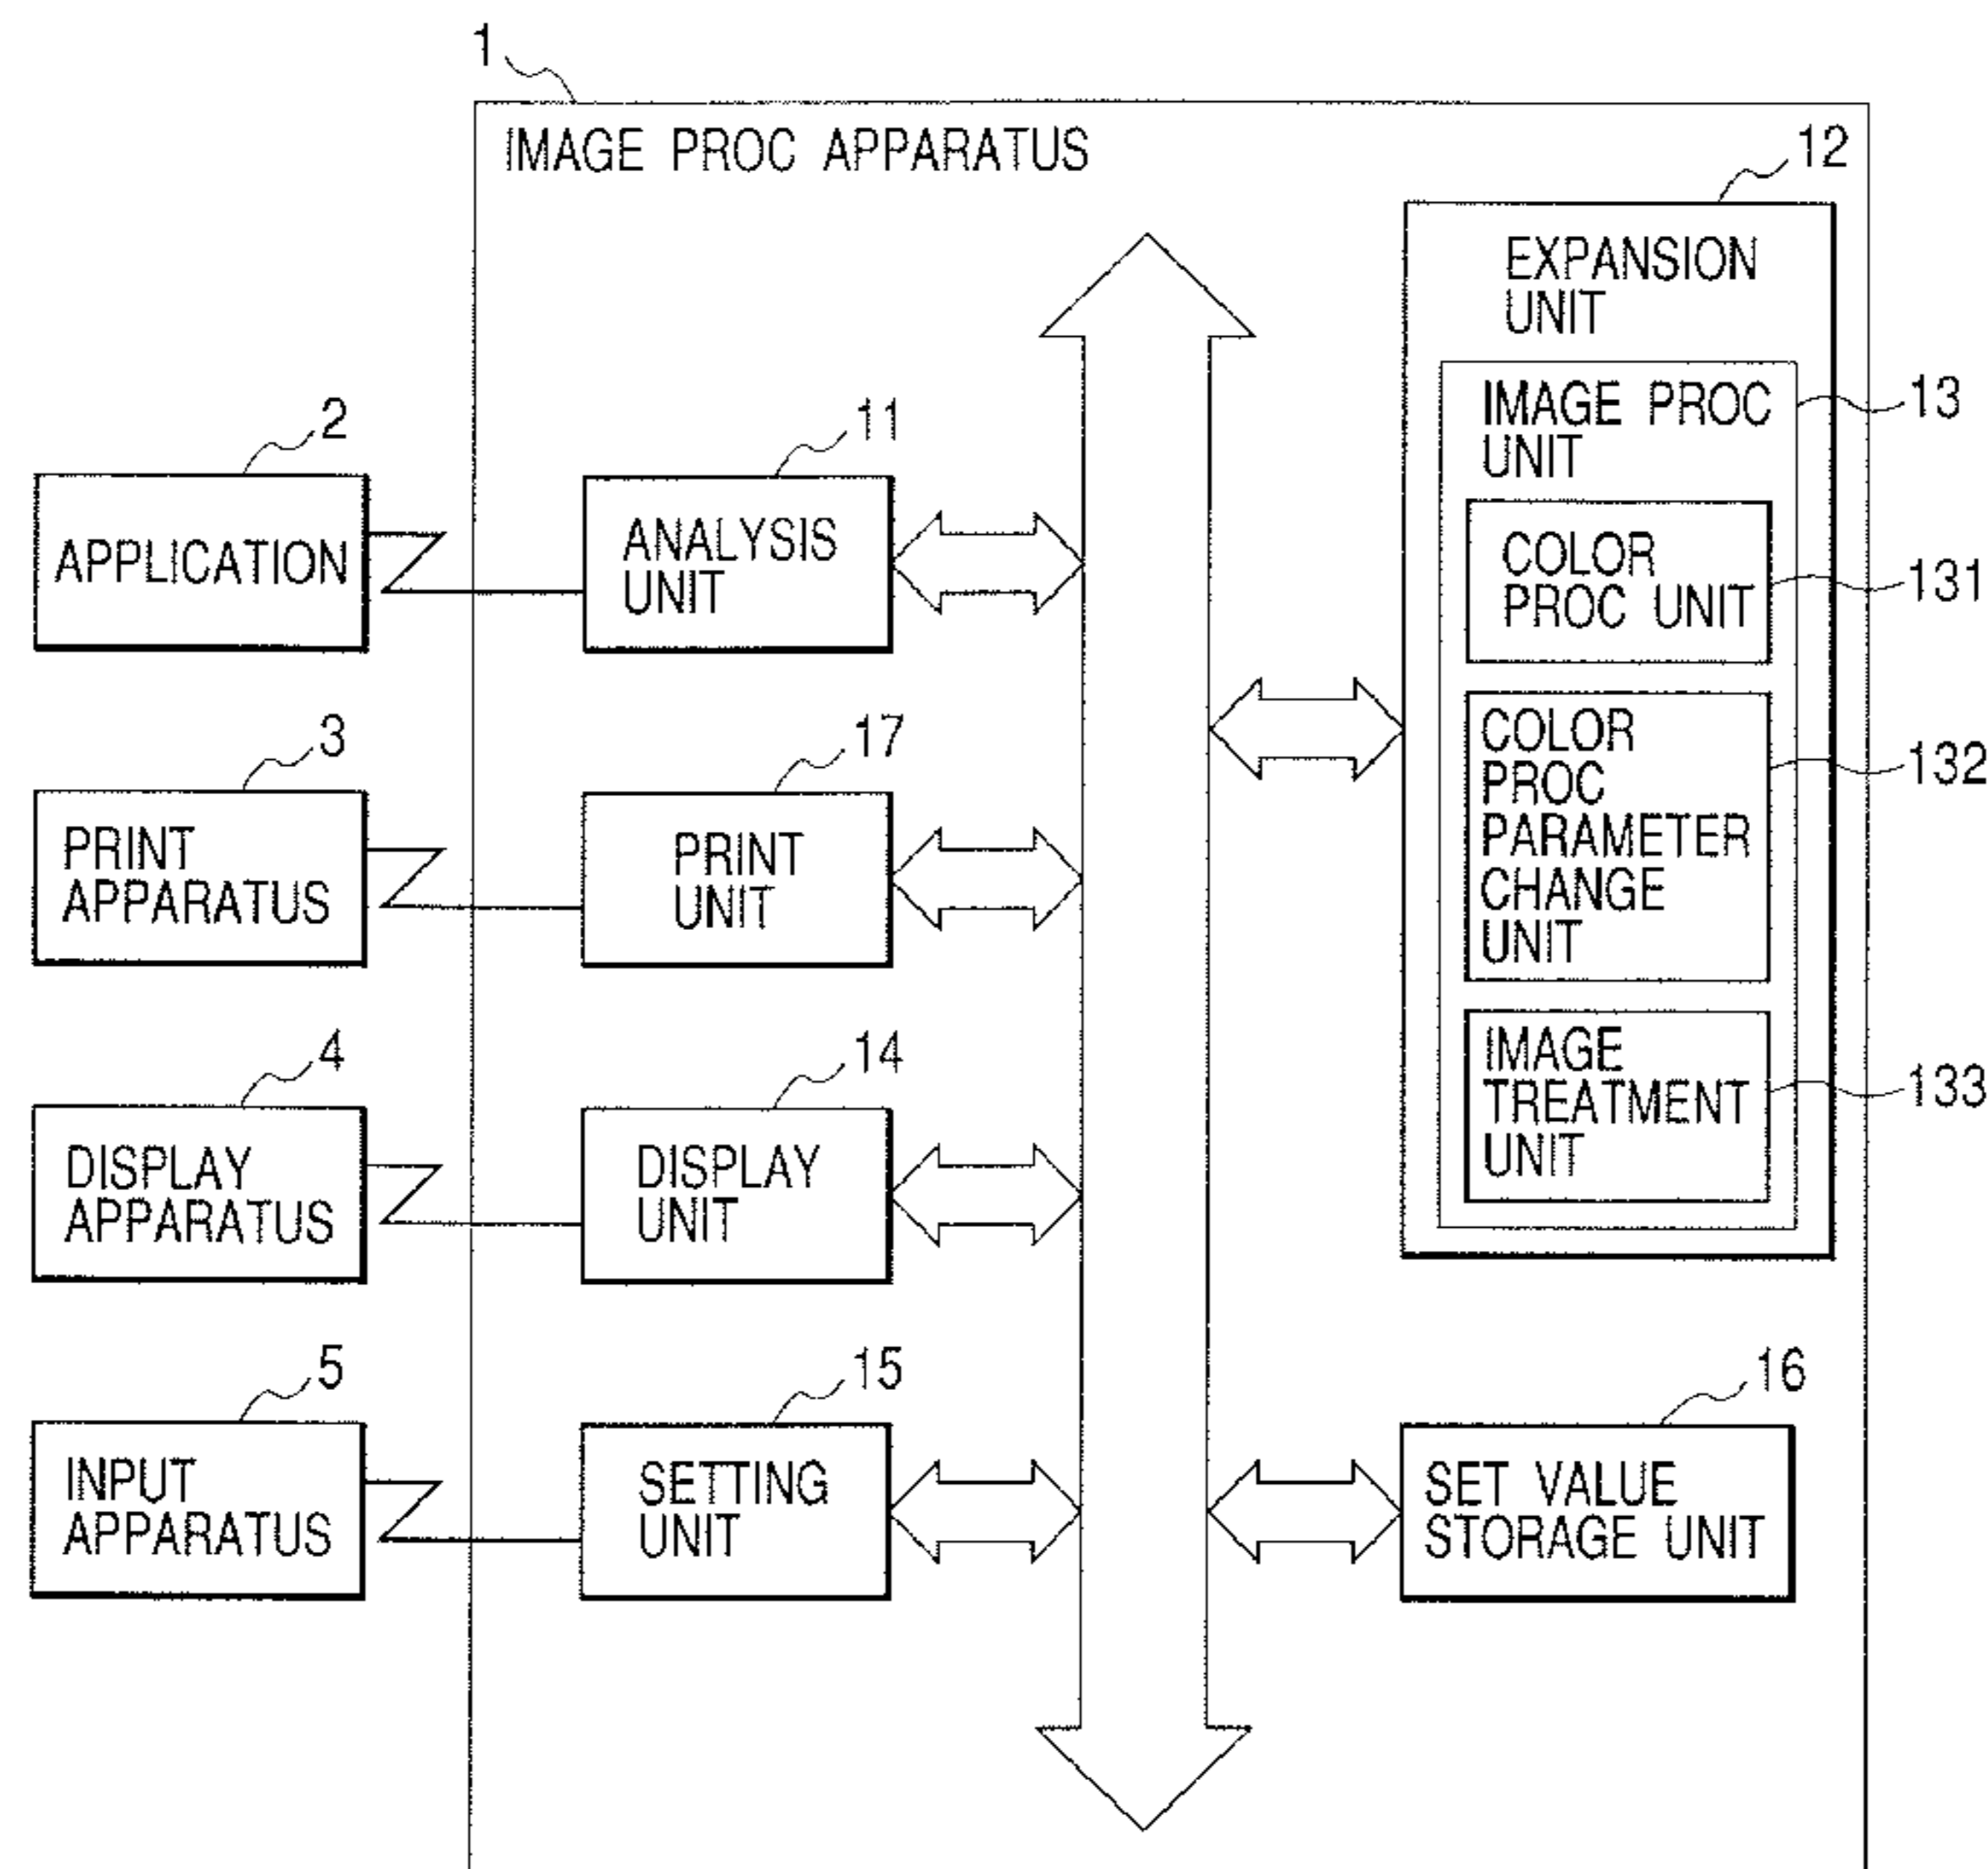 1
IMAGE PROC APPARATUS
12
EXPANSION
UNIT
IMAGE PROC
UNIT
13
COLOR
PROC UNIT
131
COLOR
PROC
PARAMETER
CHANGE
UNIT
132
IMAGE
TREATMENT
UNIT
133
2
APPLICATION
11
ANALYSIS
UNIT
3
PRINT
APPARATUS
17
PRINT
UNIT
4
DISPLAY
APPARATUS
14
DISPLAY
UNIT
5
INPUT
APPARATUS
15
SETTING
UNIT
16
SET VALUE
STORAGE UNIT